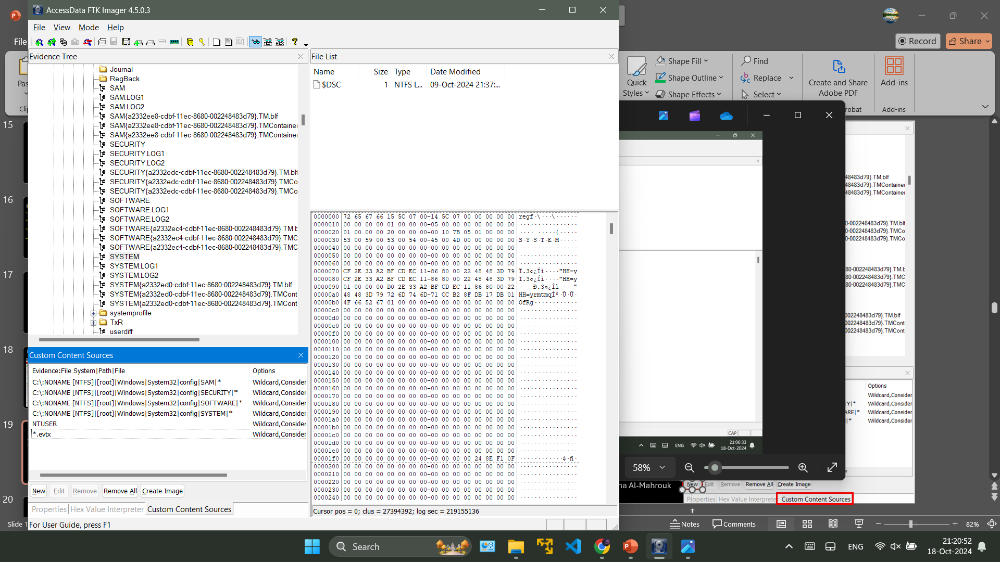 AccessData FTK Imager 4.5.0.3
File View Mode Help
Evidence Tree
Journal
RegBack
SAM
SAM.LOG1
SAM.LOG2
SAM{a2332ee8-cdbf-11ec-8680-002248483d79}.TM.blf
SAM{a2332ee8-cdbf-11ec-8680-002248483d79}.TMContainer
SAM{a2332ee8-cdbf-11ec-8680-002248483d79}.TMContainer
SECURITY
SECURITY.LOG1
SECURITY.LOG2
SECURITY{a2332edc-cdbf-11ec-8680-002248483d79}.TM.blf
SECURITY{a2332edc-cdbf-11ec-8680-002248483d79}.TMCo
SECURITY{a2332edc-cdbf-11ec-8680-002248483d79}.TMCo
SOFTWARE
SOFTWARE.LOG1
SOFTWARE.LOG2
SOFTWARE{a2332ec4-cdbf-11ec-8680-002248483d79}.TM.b
SOFTWARE{a2332ec4-cdbf-11ec-8680-002248483d79}.TMC
SOFTWARE{a2332ec4-cdbf-11ec-8680-002248483d79}.TMC
SYSTEM
SYSTEM.LOG1
SYSTEM.LOG2
SYSTEM{a2332ed0-cdbf-11ec-8680-002248483d79}.TM.blf
SYSTEM{a2332ed0-cdbf-11ec-8680-002248483d79}.TMCont
SYSTEM{a2332ed0-cdbf-11ec-8680-002248483d79}.TMCont
systemprofile
TxR
userdiff
Custom Content Sources
Evidence:File System|Path|File Options
C:\:NONAME [NTFS]|[root]|Windows|System32|config|SAM|* Wildcard,Consider
C:\:NONAME [NTFS]|[root]|Windows|System32|config|SECURITY|* Wildcard,Consider
C:\:NONAME [NTFS]|[root]|Windows|System32|config|SOFTWARE|* Wildcard,Consider
C:\:NONAME [NTFS]|[root]|Windows|System32|config|SYSTEM|* Wildcard,Consider
NTUSER Wildcard,Consider
*.evtx Wildcard,Consider
New Edit Remove Remove All Create Image
Properties Hex Value Interpreter Custom Content Sources
For User Guide, press F1
File List
Name Size Type Date Modified
$DSC 1 NTFS L... 09-Oct-2024 21:37:...
0000000 72 65 67 66 15 5C 07 00-14 5C 07 00 00 00 00 00 regf·\···\······
0000010 00 00 00 00 01 00 00 00-05 00 00 00 00 00 00 00
0000020 01 00 00 00 20 00 00 00-00 10 7B 05 01 00 00 00
0000030 53 00 59 00 53 00 54 00-45 00 4D 00 00 00 00 00 S·Y·S·T·E·M·····
0000040 00 00 00 00 00 00 00 00-00 00 00 00 00 00 00 00
0000050 00 00 00 00 00 00 00 00-00 00 00 00 00 00 00 00
0000060 00 00 00 00 00 00 00 00-00 00 00 00 00 00 00 00
0000070 CF 2E 33 A2 BF CD EC 11-86 80 00 22 48 48 3D 79 Ï.3¢¿Íì····"HH=y
0000080 CF 2E 33 A2 BF CD EC 11-86 80 00 22 48 48 3D 79 Ï.3¢¿Íì····"HH=y
0000090 01 00 00 00 D0 2E 33 A2-BF CD EC 11 86 80 00 22 ····Ð.3¢¿Íì····"
00000a0 48 48 3D 79 72 6D 74 6D-71 CC B2 8F DB 17 DB 01 HH=yrmtmqÌ²·Û·Û·
00000b0 4F 66 52 67 01 00 00 00-00 00 00 00 00 00 00 00 OfRg············
00000c0 00 00 00 00 00 00 00 00-00 00 00 00 00 00 00 00
00000d0 00 00 00 00 00 00 00 00-00 00 00 00 00 00 00 00
00000e0 00 00 00 00 00 00 00 00-00 00 00 00 00 00 00 00
00000f0 00 00 00 00 00 00 00 00-00 00 00 00 00 00 00 00
0000100 00 00 00 00 00 00 00 00-00 00 00 00 00 00 00 00
0000110 00 00 00 00 00 00 00 00-00 00 00 00 00 00 00 00
0000120 00 00 00 00 00 00 00 00-00 00 00 00 00 00 00 00
0000130 00 00 00 00 00 00 00 00-00 00 00 00 00 00 00 00
0000140 00 00 00 00 00 00 00 00-00 00 00 00 00 00 00 00
0000150 00 00 00 00 00 00 00 00-00 00 00 00 00 00 00 00
0000160 00 00 00 00 00 00 00 00-00 00 00 00 00 00 00 00
0000170 00 00 00 00 00 00 00 00-00 00 00 00 00 00 00 00
0000180 00 00 00 00 00 00 00 00-00 00 00 00 00 00 00 00
0000190 00 00 00 00 00 00 00 00-00 00 00 00 00 00 00 00
00001a0 00 00 00 00 00 00 00 00-00 00 00 00 00 00 00 00
00001b0 00 00 00 00 00 00 00 00-00 00 00 00 00 00 00 00
00001c0 00 00 00 00 00 00 00 00-00 00 00 00 00 00 00 00
00001d0 00 00 00 00 00 00 00 00-00 00 00 00 00 00 00 00
00001e0 00 00 00 00 00 00 00 00-00 00 00 00 00 00 00 00
00001f0 00 00 00 00 00 00 00 00-00 00 00 00 24 8E F1 0F ············$·ñ·
0000200 00 00 00 00 00 00 00 00-00 00 00 00 00 00 00 00
0000210 00 00 00 00 00 00 00 00-00 00 00 00 00 00 00 00
0000220 00 00 00 00 00 00 00 00-00 00 00 00 00 00 00 00
0000230 00 00 00 00 00 00 00 00-00 00 00 00 00 00 00 00
0000240 00 00 00 00 00 00 00 00-00 00 00 00 00 00 00 00
Cursor pos = 0; clus = 27394392; log sec = 219155136
File
Pas
Clip
15
16
17
18
19
20
Slide 1
Record Share
Quick Styles
Shape Fill
Shape Outline
Shape Effects
Find
Replace
Select
Create and Share Adobe PDF
Add-ins
robat Add-ins
48483d79}.TM.blf
48483d79}.TMContainer
48483d79}.TMContainer
Options
Wildcard,Consider
TY|* Wildcard,Consider
ARE|* Wildcard,Consider
|* Wildcard,Consider
CAP
ENG 21:06:33
18-Oct-2024
58%
na Al-Mahrouk
New Edit Remove Remove All Create Image
Properties Hex Value Interpreter Custom Content Sources
Notes Comments 82%
Search
ENG
21:20:52
18-Oct-2024